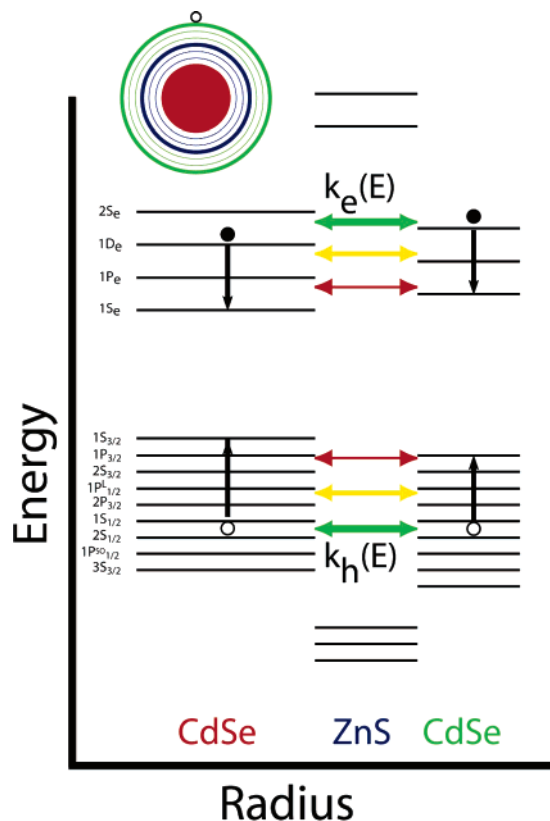 kₑ(E)
2Sₑ
1Dₑ
1Pₑ
1Sₑ
1S₃/₂
1P₃/₂
2S₃/₂
1Pᴸ₁/₂
2P₃/₂
1S₁/₂
2S₁/₂
1Pˢᴼ₁/₂
3S₃/₂
kₕ(E)
Energy
CdSe ZnS CdSe
Radius